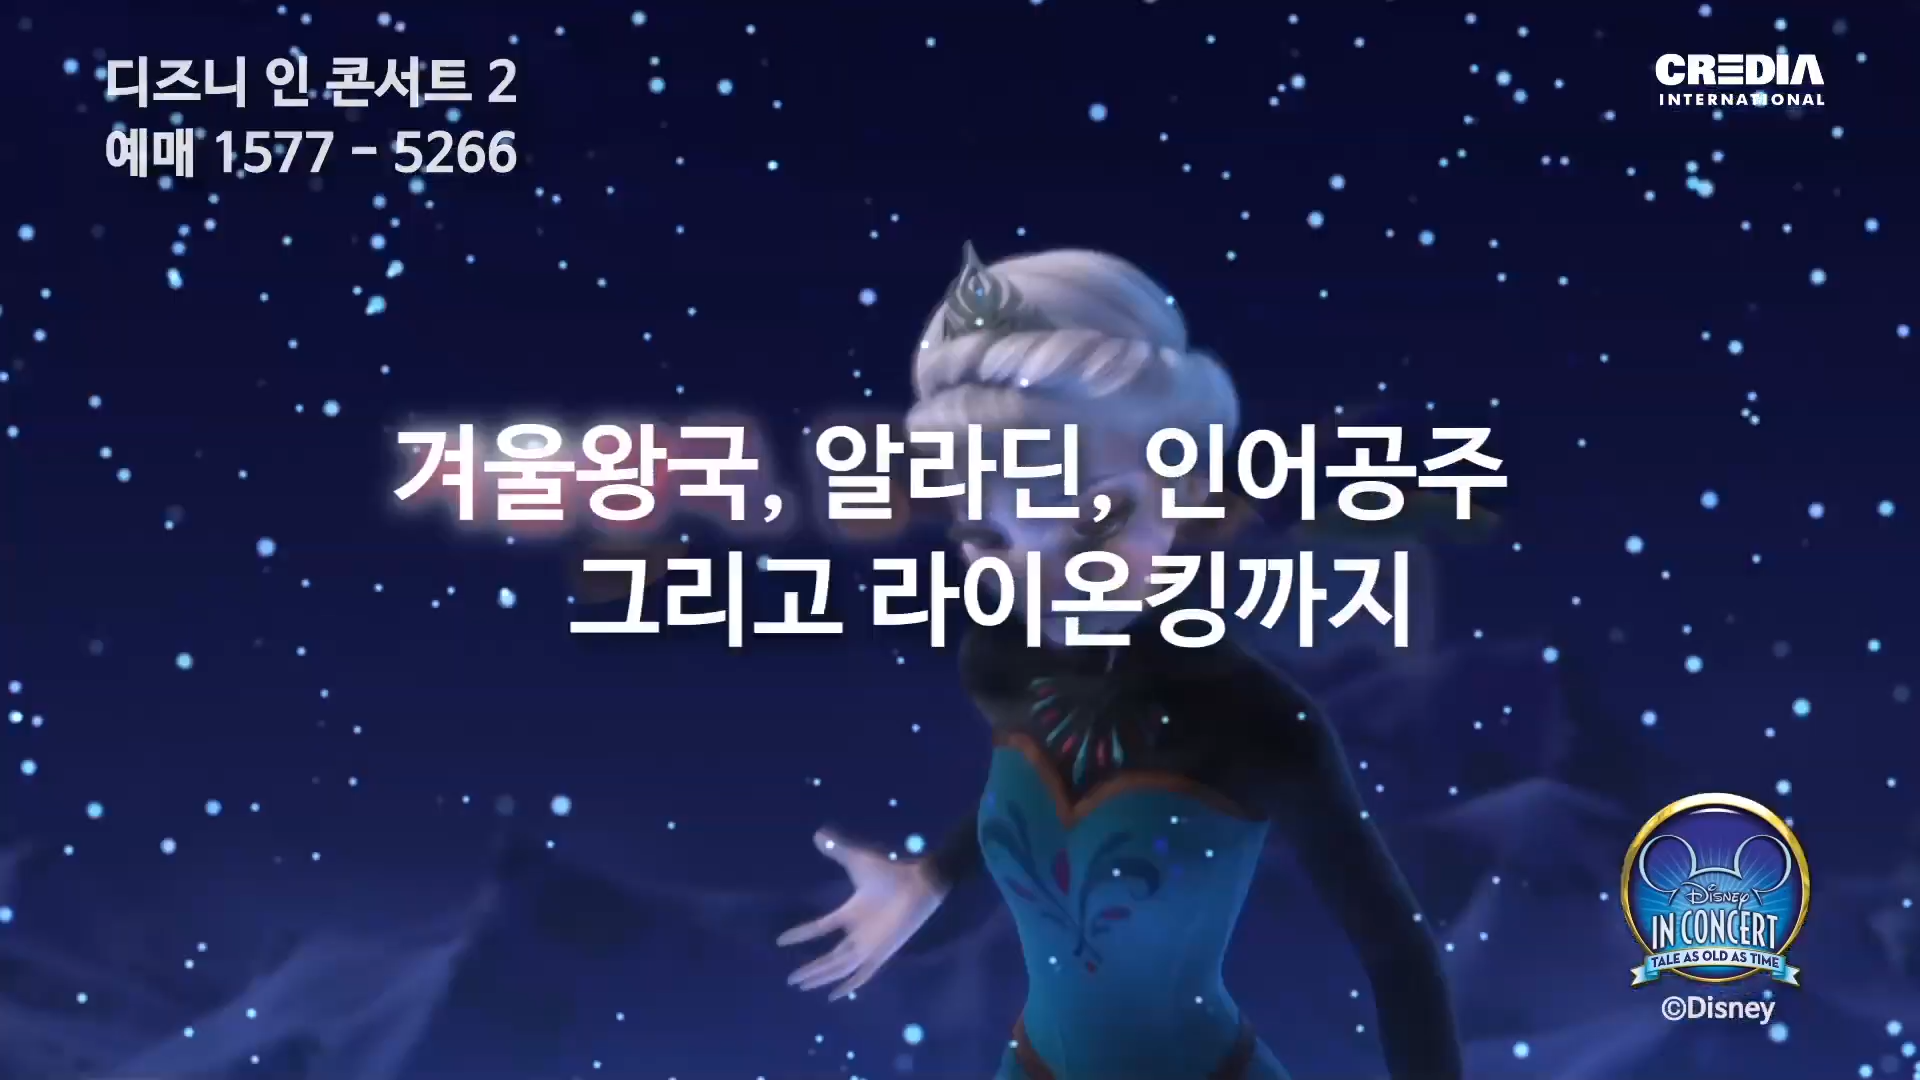 디즈니 인 콘서트 2
예매 1577 - 5266
CREDIA
INTERNATIONAL
겨울왕국, 알라딘, 인어공주
그리고 라이온킹까지
Disney
IN CONCERT
TALE AS OLD AS TIME
©Disney